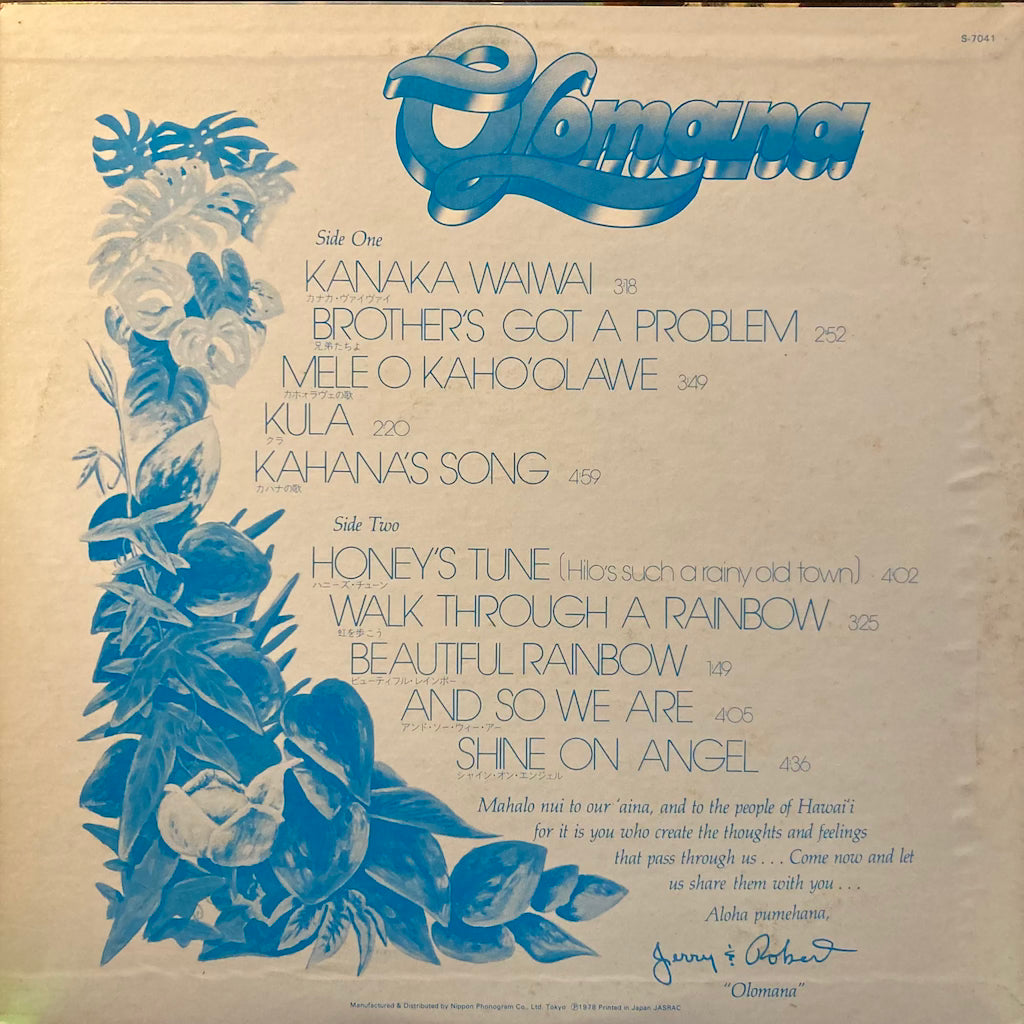 S-7041
Olomana
Side One
KANAKA WAIWAI 3:18
カナカ・ヴァイヴァイ
BROTHER'S GOT A PROBLEM 2:52
兄弟たちよ
MELE O KAHO'OLAWE 3:49
カホォラヴェの歌
KULA 2:20
クラ
KAHANA'S SONG 4:59
カハナの歌
Side Two
HONEY'S TUNE (Hilo's such a rainy old town) 4:02
ハニーズ・チューン
WALK THROUGH A RAINBOW 3:25
虹を歩こう
BEAUTIFUL RAINBOW 1:49
ビューティフル・レインボー
AND SO WE ARE 4:05
アンド・ソー・ウィー・アー
SHINE ON ANGEL 4:36
シャイン・オン・エンジェル
Mahalo nui to our 'aina, and to the people of Hawai'i
for it is you who create the thoughts and feelings
that pass through us . . . Come now and let
us share them with you . . .
Aloha pumehana,
Jerry & Robert
"Olomana"
Manufactured & Distributed by Nippon Phonogram Co., Ltd. Tokyo Ⓟ1978 Printed in Japan JASRAC